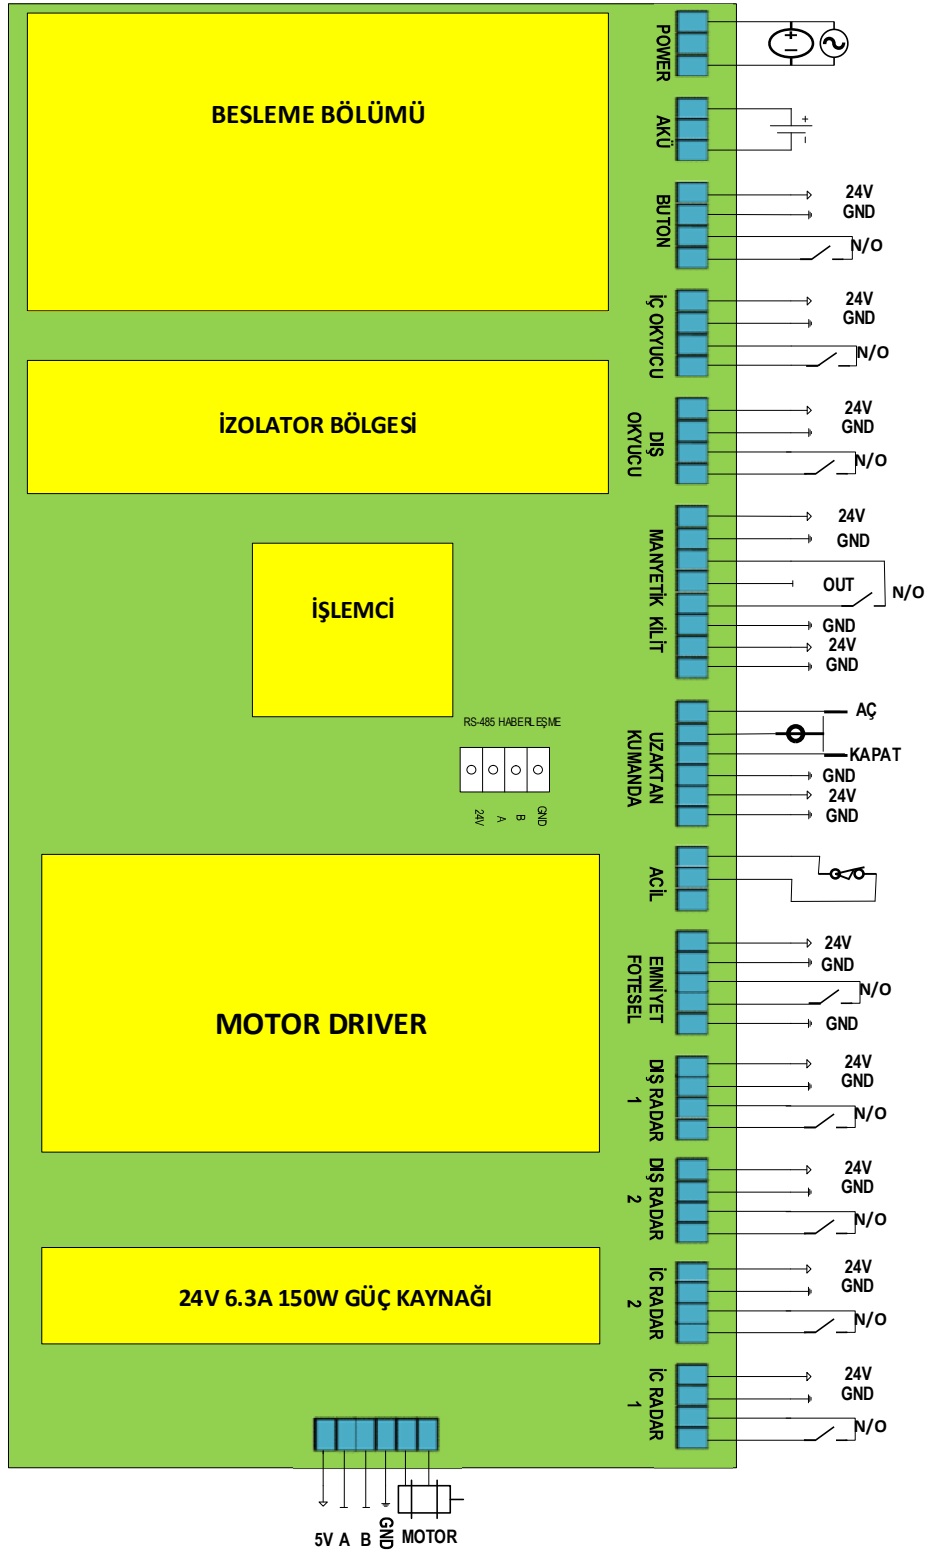 BESLEME BÖLÜMÜ
İZOLATOR BÖLGESİ
İŞLEMCİ
RS-485 HABERLEŞME
24V
A
B
GND
MOTOR DRIVER
24V 6.3A 150W GÜÇ KAYNAĞI
5V
A
B
GND
MOTOR
POWER
+
−
AKÜ
+
−
BUTON
24V
GND
N/O
İÇ OKYUCU
24V
GND
N/O
DIŞ
OKYUCU
24V
GND
N/O
MANYETİK KİLİT
24V
GND
OUT
N/O
GND
24V
GND
UZAKTAN
KUMANDA
AÇ
KAPAT
GND
24V
GND
ACİL
EMNİYET
FOTESEL
24V
GND
N/O
GND
DIŞ RADAR
1
24V
GND
N/O
DIŞ RADAR
2
24V
GND
N/O
İC RADAR
2
24V
GND
N/O
İC RADAR
1
24V
GND
N/O